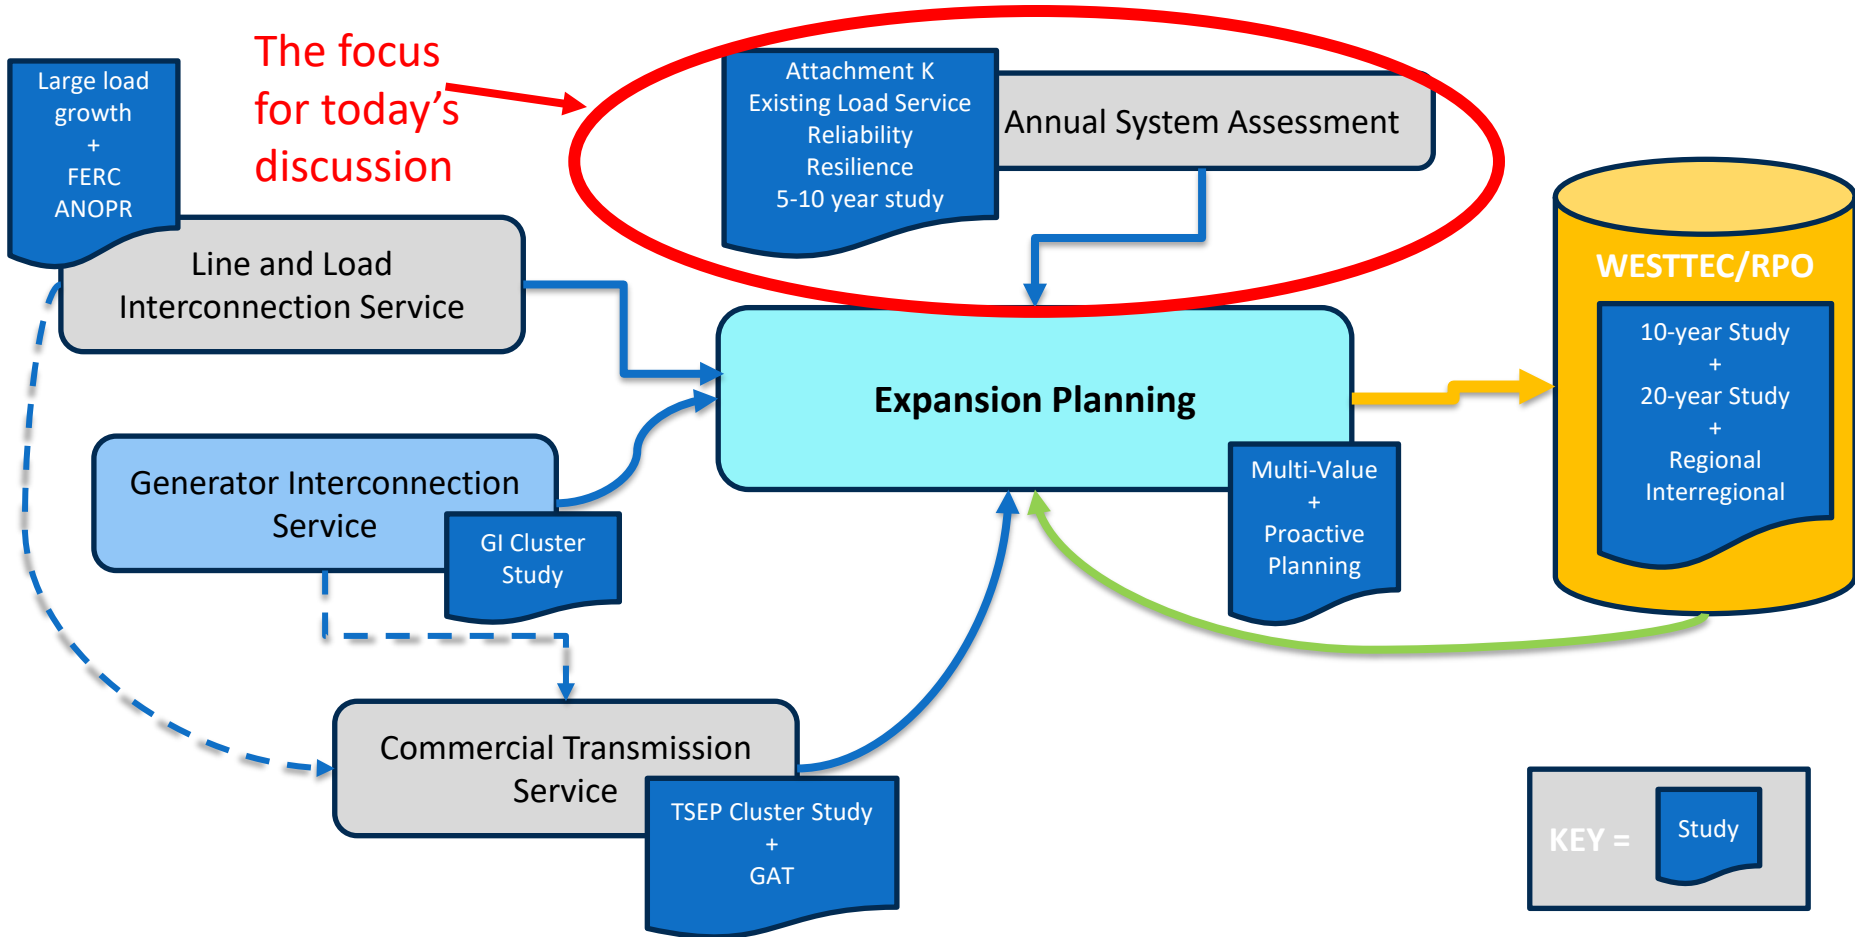 The focus
for today's
discussion
Large load
growth
+
FERC
ANOPR
Line and Load
Interconnection Service
Attachment K
Existing Load Service
Reliability
Resilience
5-10 year study
Annual System Assessment
Expansion Planning
Multi-Value
+
Proactive
Planning
WESTTEC/RPO
10-year Study
+
20-year Study
+
Regional
Interregional
Generator Interconnection
Service
GI Cluster
Study
Commercial Transmission
Service
TSEP Cluster Study
+
GAT
KEY =
Study